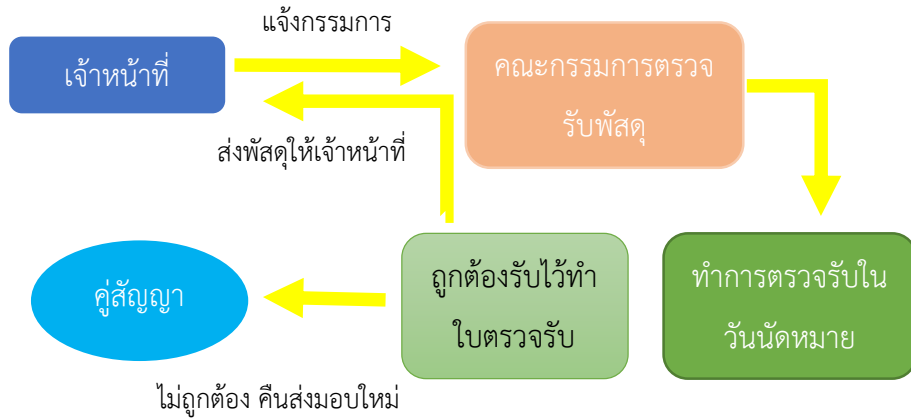 แจ้งกรรมการ
เจ้าหน้าที่
คณะกรรมการตรวจ
รับพัสดุ
ส่งพัสดุให้เจ้าหน้าที่
คู่สัญญา
ถูกต้องรับไว้ทำ
ใบตรวจรับ
ทำการตรวจรับใน
วันนัดหมาย
ไม่ถูกต้อง คืนส่งมอบใหม่